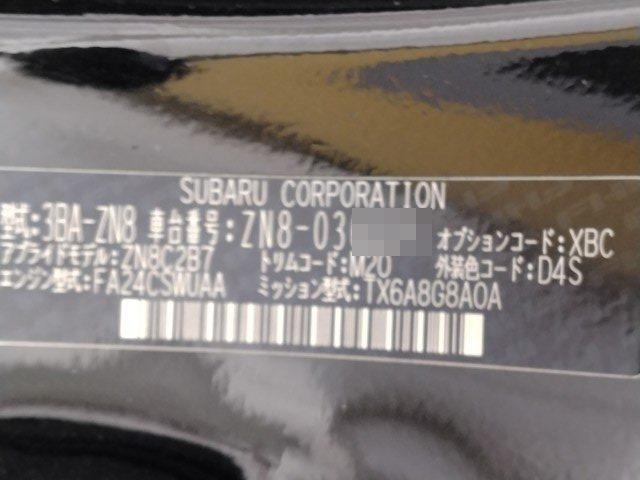 SUBARU CORPORATION
型式:3BA-ZN8 車台番号:ZN8-03 オプションコード:XBC
アプライドモデル:ZN8C2B7 トリムコード:M20 外装色コード:D4S
エンジン型式:FA24CSWUAA ミッション型式:TX6A8G8AOA